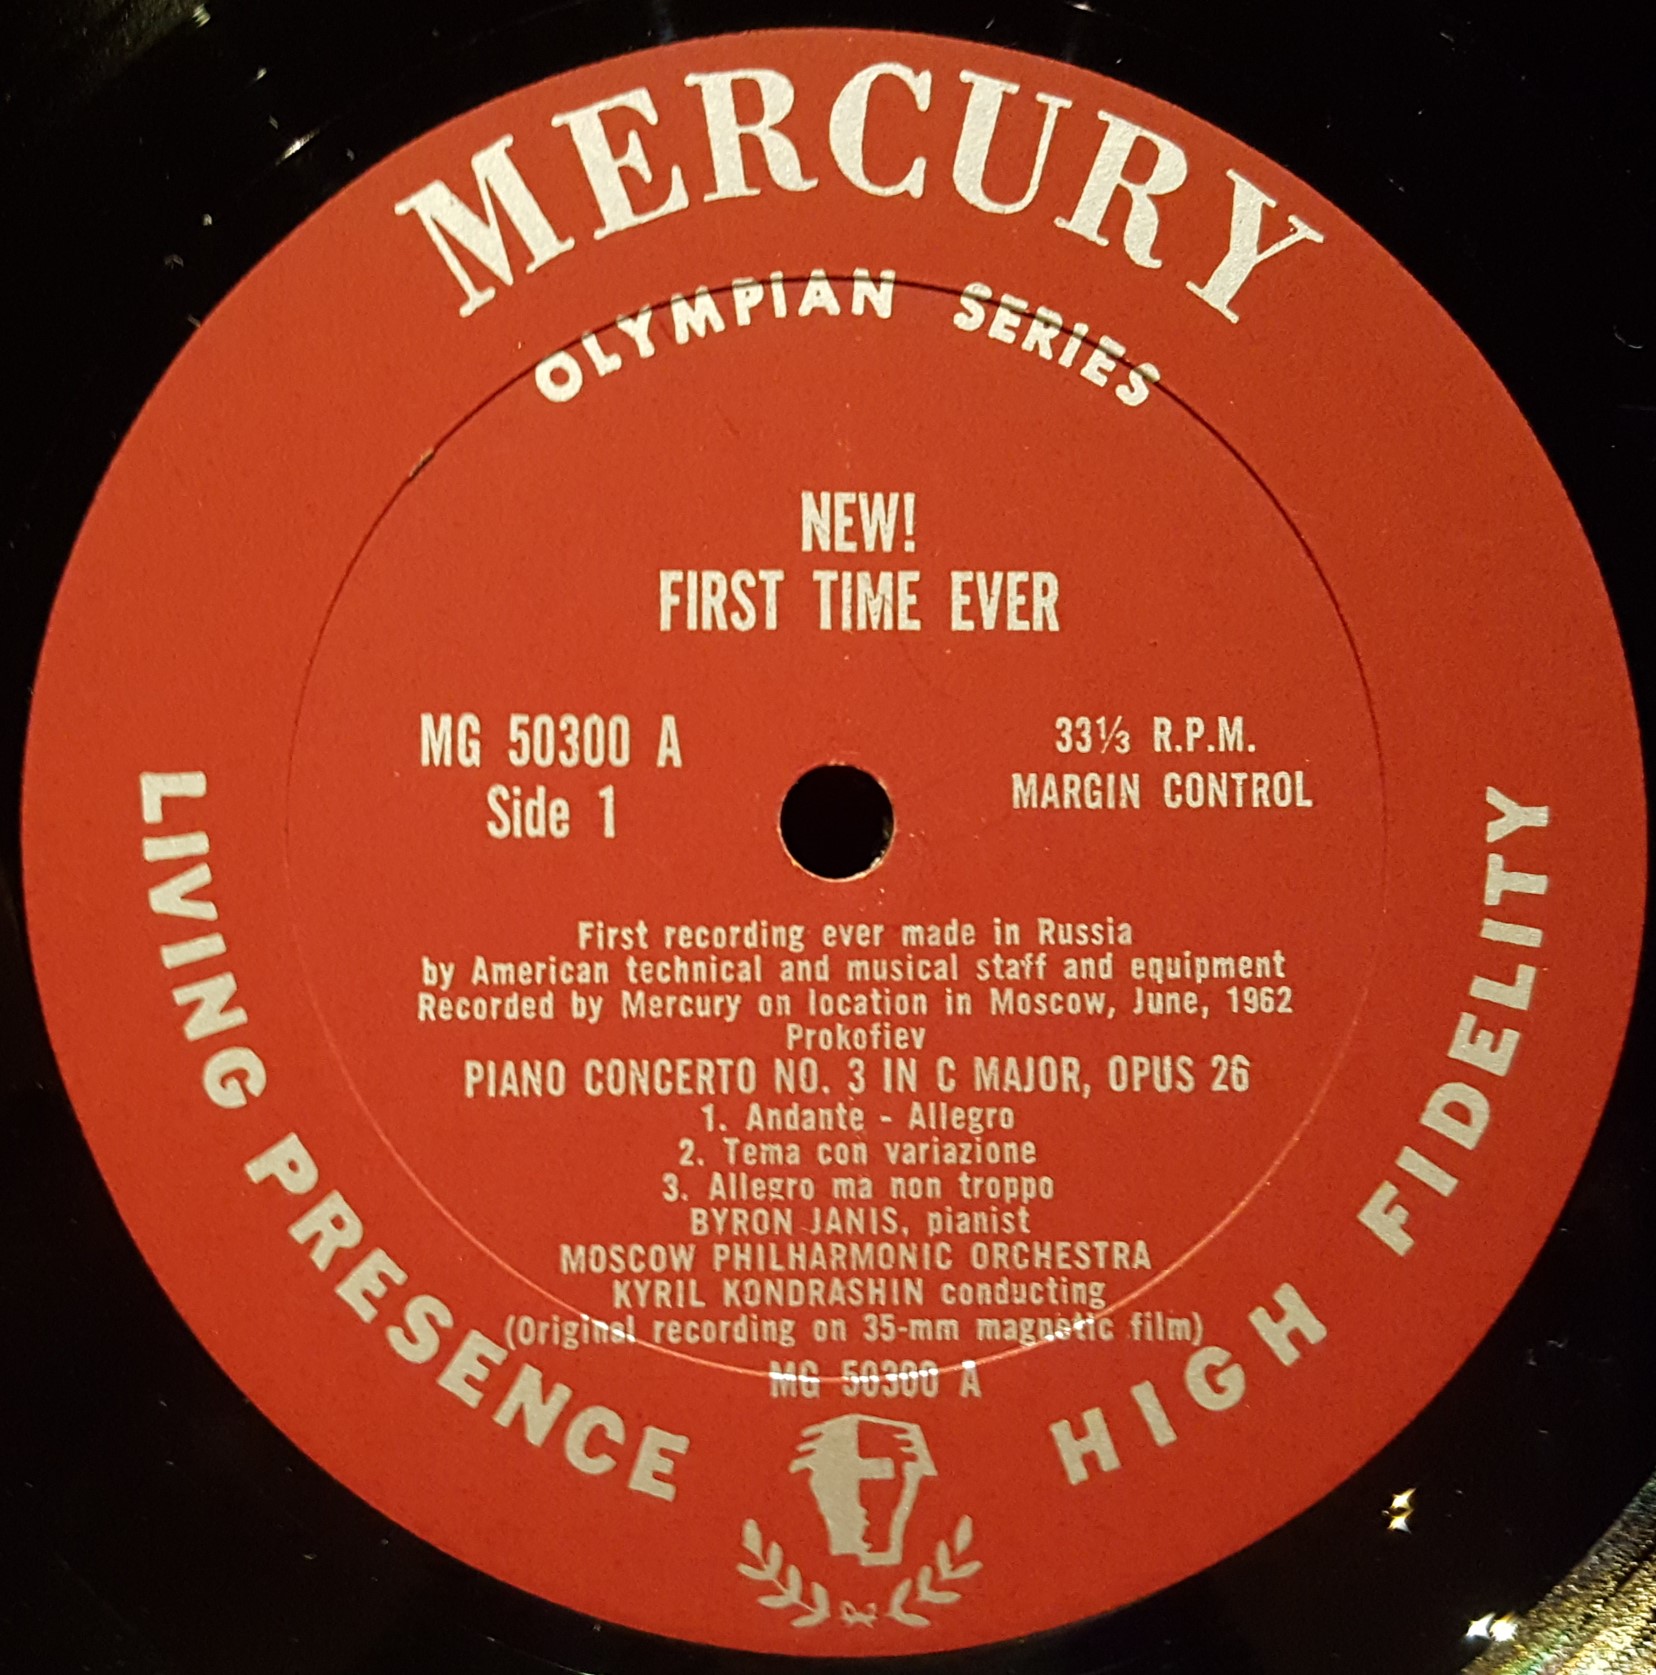 MERCURY
OLYMPIAN SERIES
NEW!
FIRST TIME EVER
MG 50300 A
Side 1
33⅓ R.P.M.
MARGIN CONTROL
First recording ever made in Russia
by American technical and musical staff and equipment
Recorded by Mercury on location in Moscow, June, 1962
Prokofiev
PIANO CONCERTO NO. 3 IN C MAJOR, OPUS 26
1. Andante - Allegro
2. Tema con variazione
3. Allegro ma non troppo
BYRON JANIS, pianist
MOSCOW PHILHARMONIC ORCHESTRA
KYRIL KONDRASHIN conducting
(Original recording on 35-mm magnetic film)
MG 50300 A
LIVING PRESENCE
HIGH FIDELITY